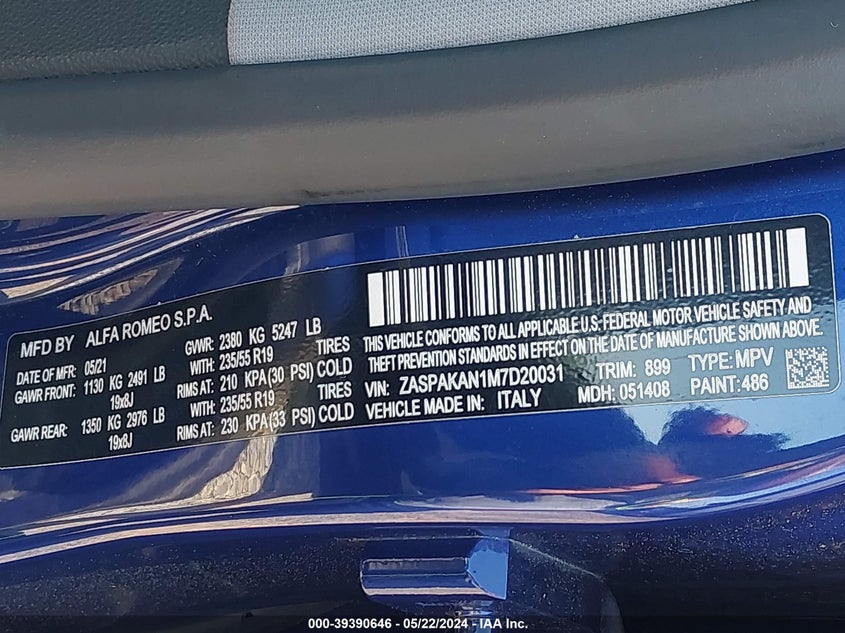 MFD BY ALFA ROMEO S.P.A.
DATE OF MFR: 05/21 GVWR: 2380 KG 5247 LB
GAWR FRONT: 1130 KG 2491 LB WITH: 235/55 R19 TIRES
19x8J RIMS AT: 210 KPA(30 PSI) COLD
GAWR REAR: 1350 KG 2976 LB WITH: 235/55 R19 TIRES
19x8J RIMS AT: 230 KPA(33 PSI) COLD
THIS VEHICLE CONFORMS TO ALL APPLICABLE U.S. FEDERAL MOTOR VEHICLE SAFETY AND
THEFT PREVENTION STANDARDS IN EFFECT ON THE DATE OF MANUFACTURE SHOWN ABOVE.
VIN: ZASPAKAN1M7D20031 TRIM: 899 TYPE: MPV
VEHICLE MADE IN: ITALY MDH: 051408 PAINT: 486
000-39390646 - 05/22/2024 - IAA Inc.